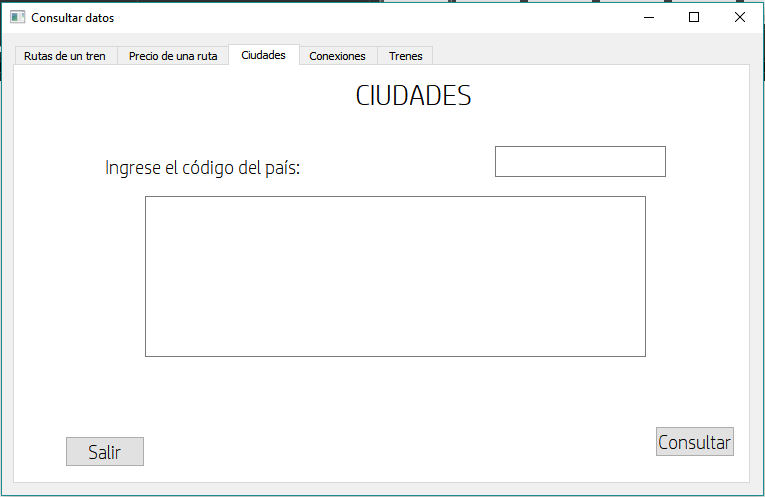 Consultar datos
Rutas de un tren
Precio de una ruta
Ciudades
Conexiones
Trenes
CIUDADES
Ingrese el código del país:
Salir
Consultar